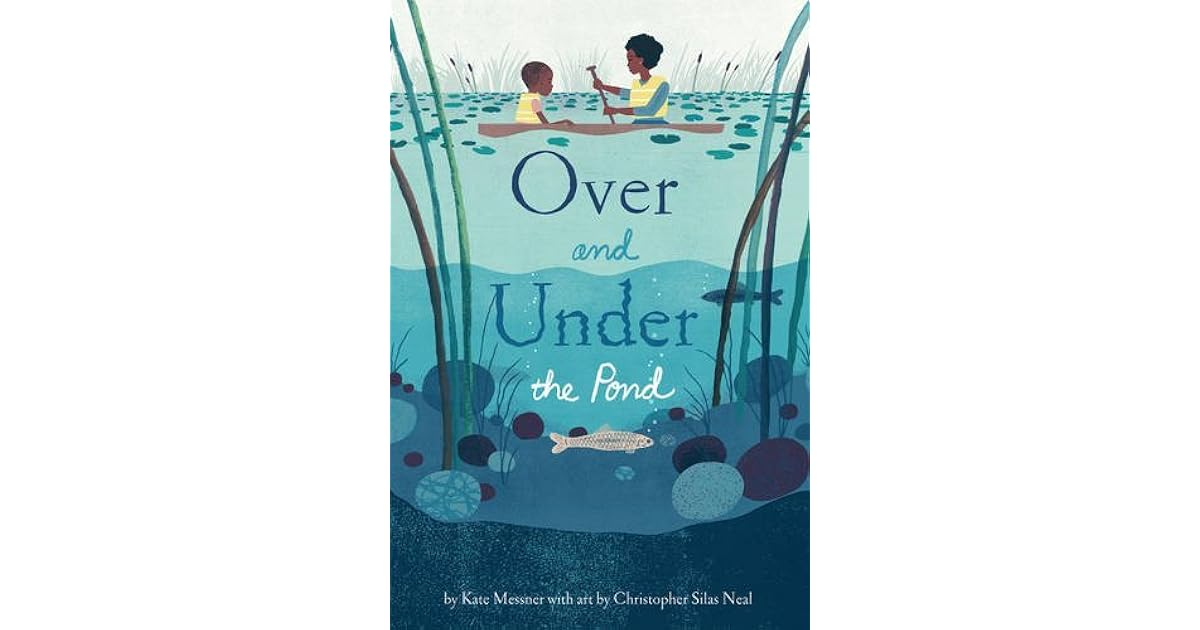 Over
and
Under
the Pond
by Kate Messner with art by Christopher Silas Neal